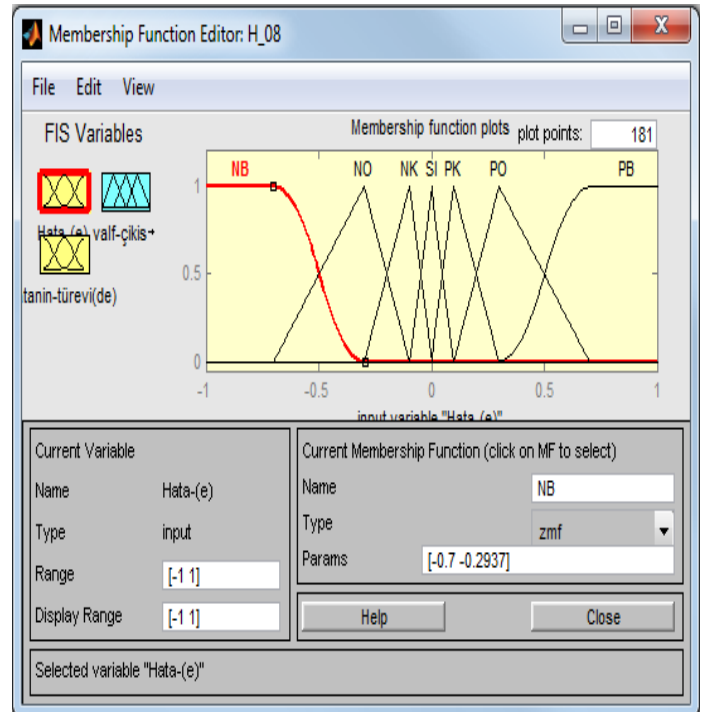 Membership Function Editor: H_08
File Edit View
FIS Variables
Membership function plots plot points: 181
NB NO NK SI PK PO PB
1
0.5
0
-1 -0.5 0 0.5 1
input variable "Hata-(e)"
Hata-(e) valf-çikis
tanin-türevi(de)
Current Variable
Name Hata-(e)
Type input
Range [-1 1]
Display Range [-1 1]
Current Membership Function (click on MF to select)
Name NB
Type zmf
Params [-0.7 -0.2937]
Help Close
Selected variable "Hata-(e)"